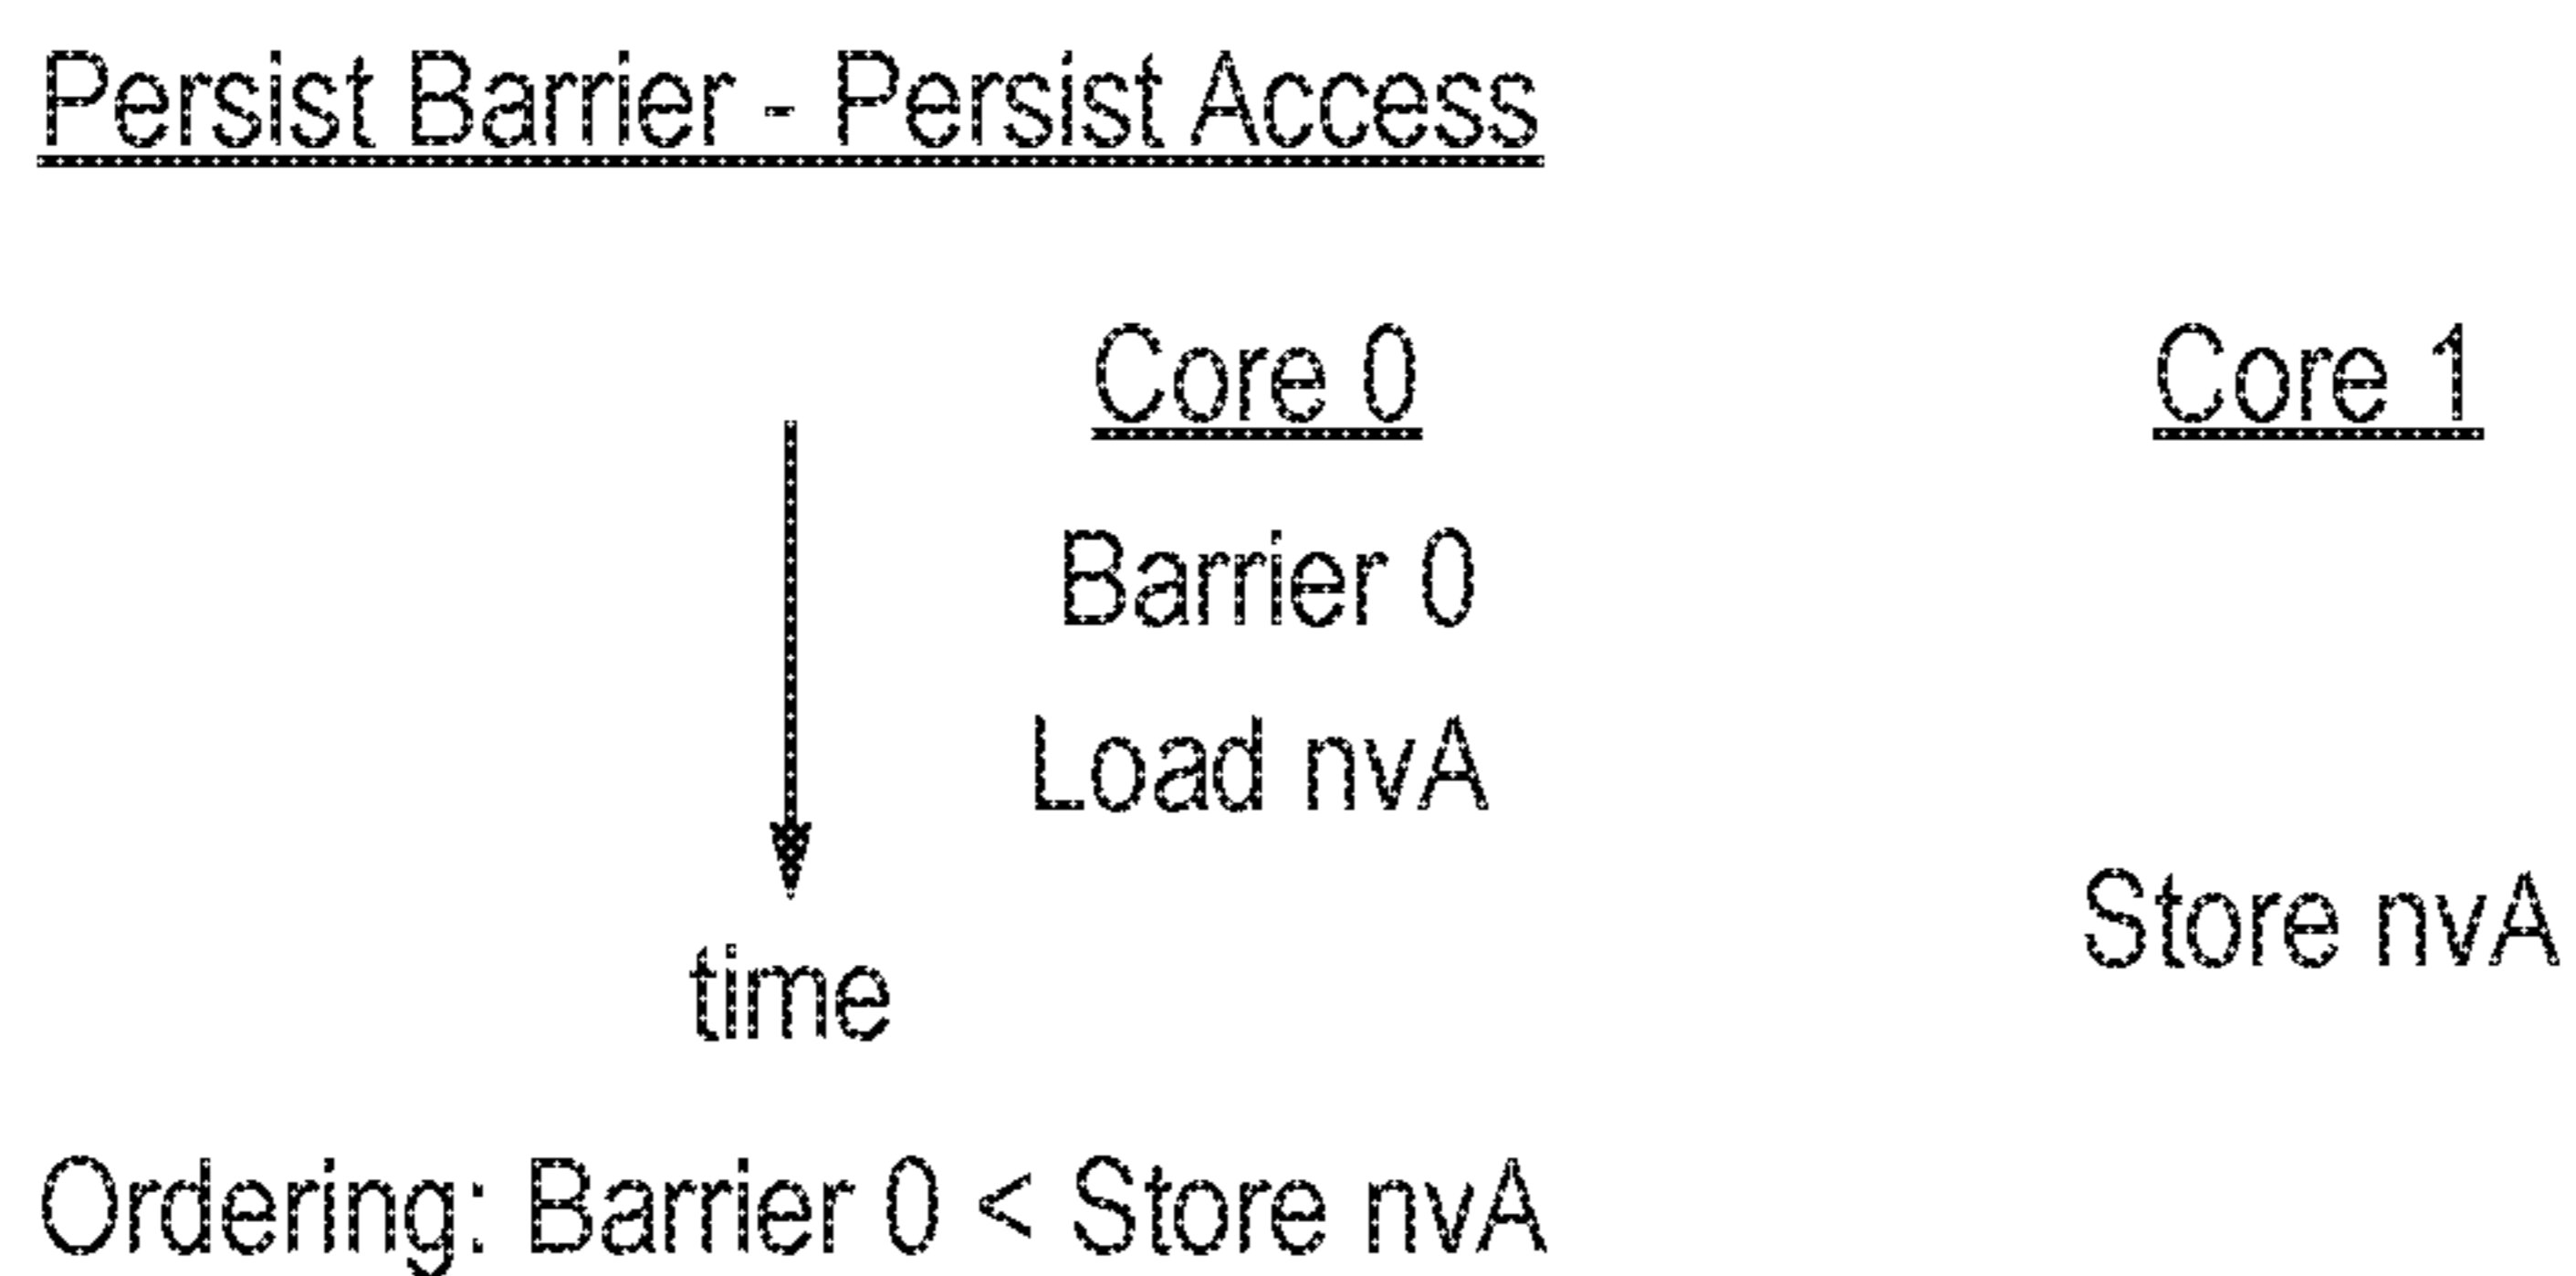 Persist Barrier - Persist Access
Core 0 Core 1
Barrier 0
Load nvA
Store nvA
time
Ordering: Barrier 0 < Store nvA